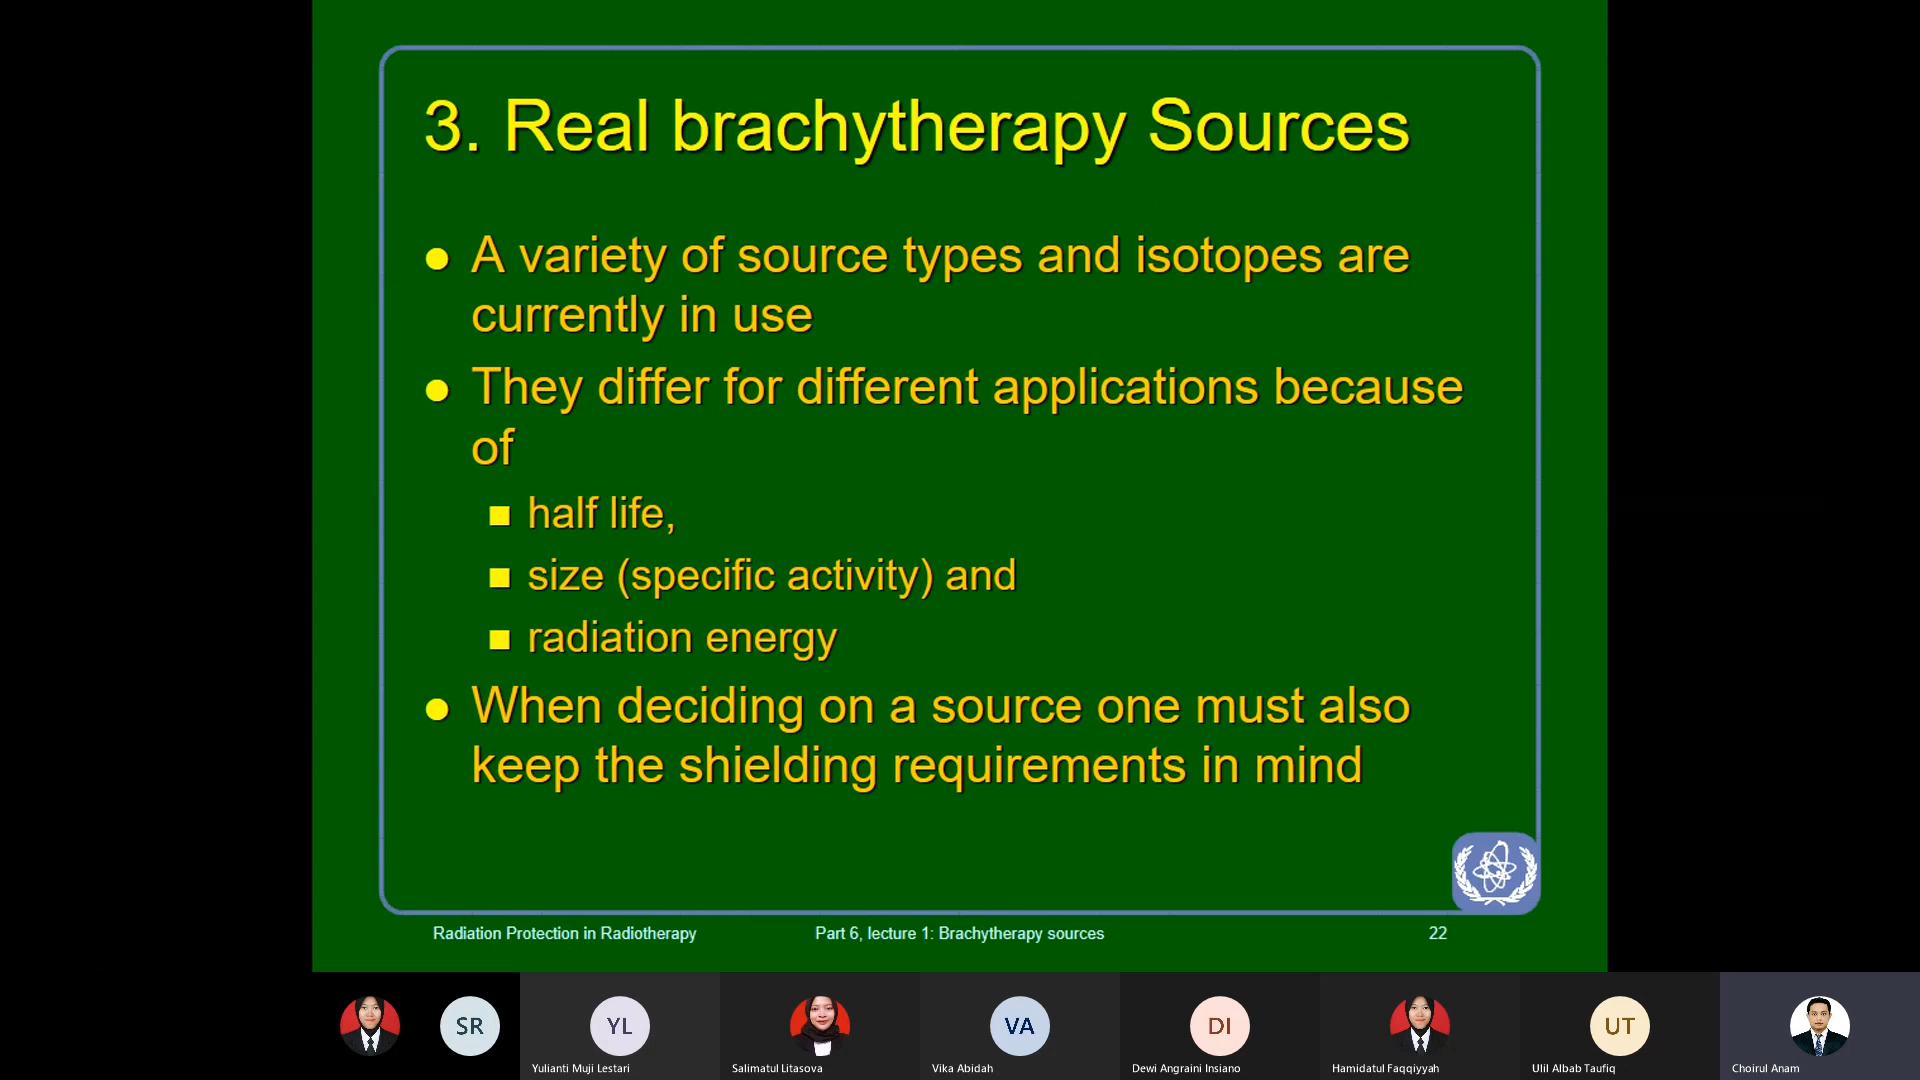 3. Real brachytherapy Sources
A variety of source types and isotopes are
currently in use
They differ for different applications because
of
half life,
size (specific activity) and
radiation energy
When deciding on a source one must also
keep the shielding requirements in mind
Radiation Protection in Radiotherapy
Part 6, lecture 1: Brachytherapy sources
22
SR
YL
VA
DI
UT
Yulianti Muji Lestari
Salimatul Litasova
Vika Abidah
Dewi Angraini Insiano
Hamidatul Faqqiyyah
Ulil Albab Taufiq
Choirul Anam